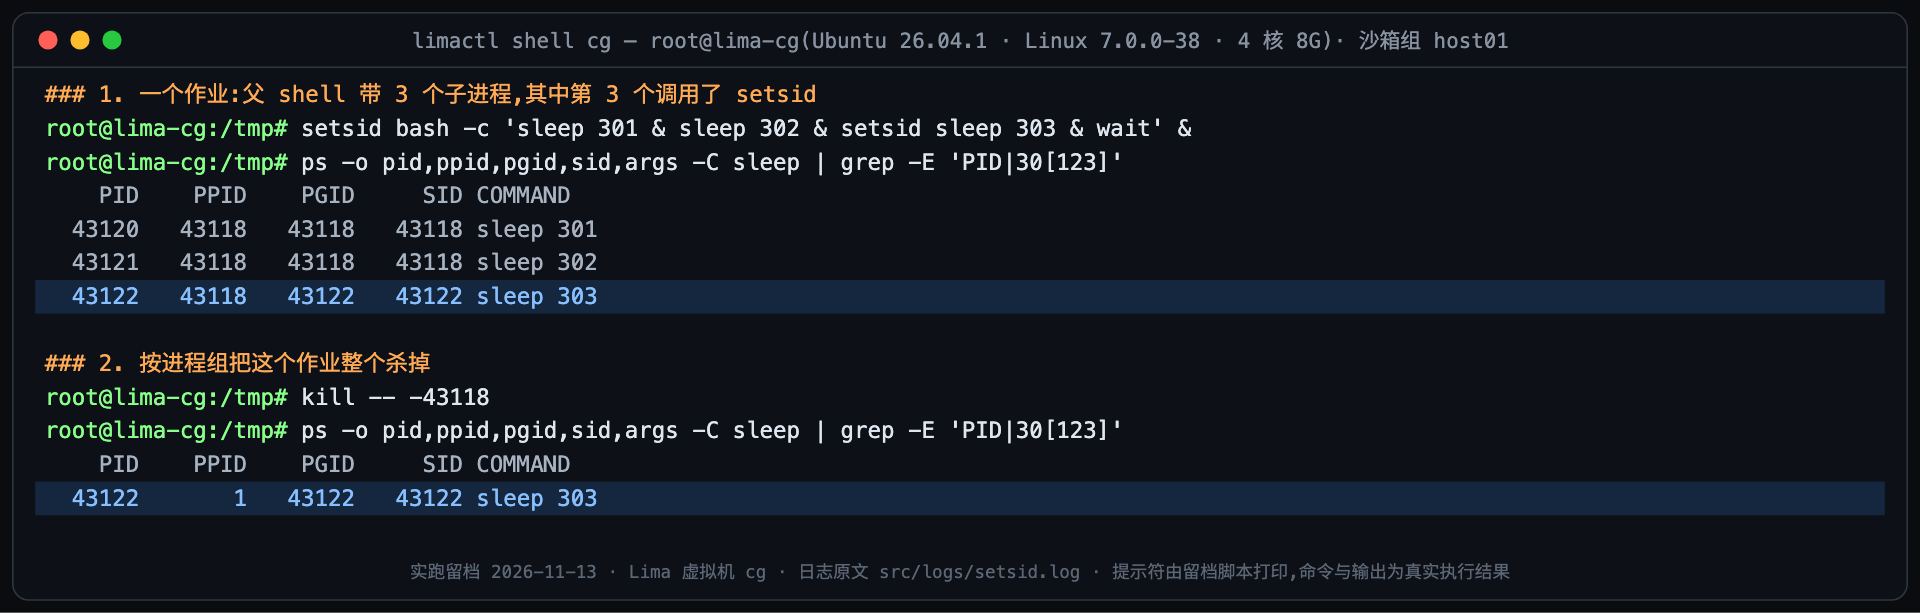 limactl shell cg — root@lima-cg(Ubuntu 26.04.1 · Linux 7.0.0-38 · 4 核 8G)· 沙箱组 host01
### 1. 一个作业:父 shell 带 3 个子进程,其中第 3 个调用了 setsid
root@lima-cg:/tmp# setsid bash -c 'sleep 301 & sleep 302 & setsid sleep 303 & wait' &
root@lima-cg:/tmp# ps -o pid,ppid,pgid,sid,args -C sleep | grep -E 'PID|30[123]'
    PID    PPID    PGID     SID COMMAND
  43120   43118   43118   43118 sleep 301
  43121   43118   43118   43118 sleep 302
  43122   43118   43122   43122 sleep 303
### 2. 按进程组把这个作业整个杀掉
root@lima-cg:/tmp# kill -- -43118
root@lima-cg:/tmp# ps -o pid,ppid,pgid,sid,args -C sleep | grep -E 'PID|30[123]'
    PID    PPID    PGID     SID COMMAND
  43122       1   43122   43122 sleep 303
实跑留档 2026-11-13 · Lima 虚拟机 cg · 日志原文 src/logs/setsid.log · 提示符由留档脚本打印,命令与输出为真实执行结果